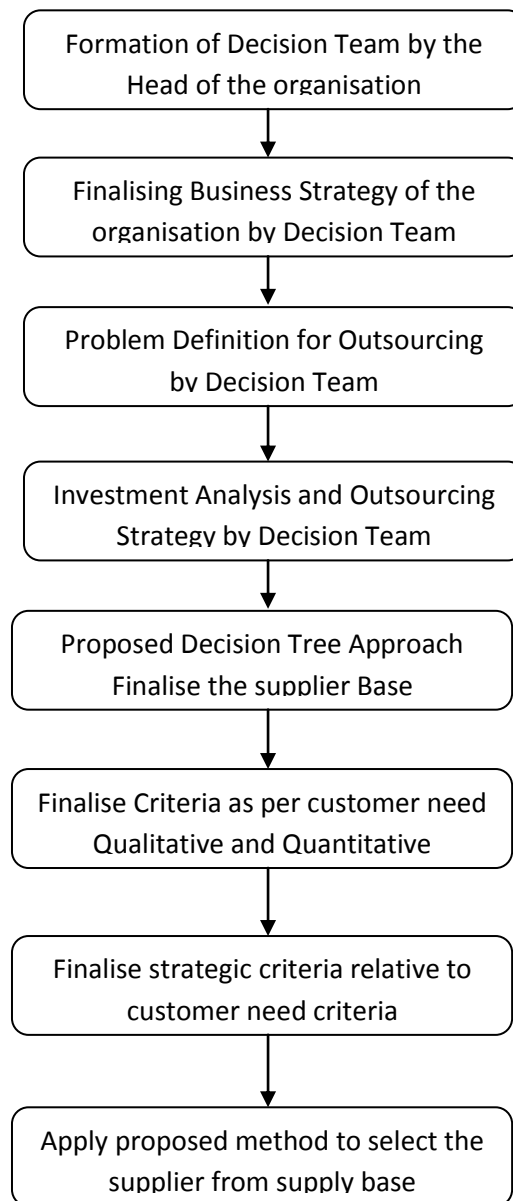 Formation of Decision Team by the
Head of the organisation
Finalising Business Strategy of the
organisation by Decision Team
Problem Definition for Outsourcing
by Decision Team
Investment Analysis and Outsourcing
Strategy by Decision Team
Proposed Decision Tree Approach
Finalise the supplier Base
Finalise Criteria as per customer need
Qualitative and Quantitative
Finalise strategic criteria relative to
customer need criteria
Apply proposed method to select the
supplier from supply base